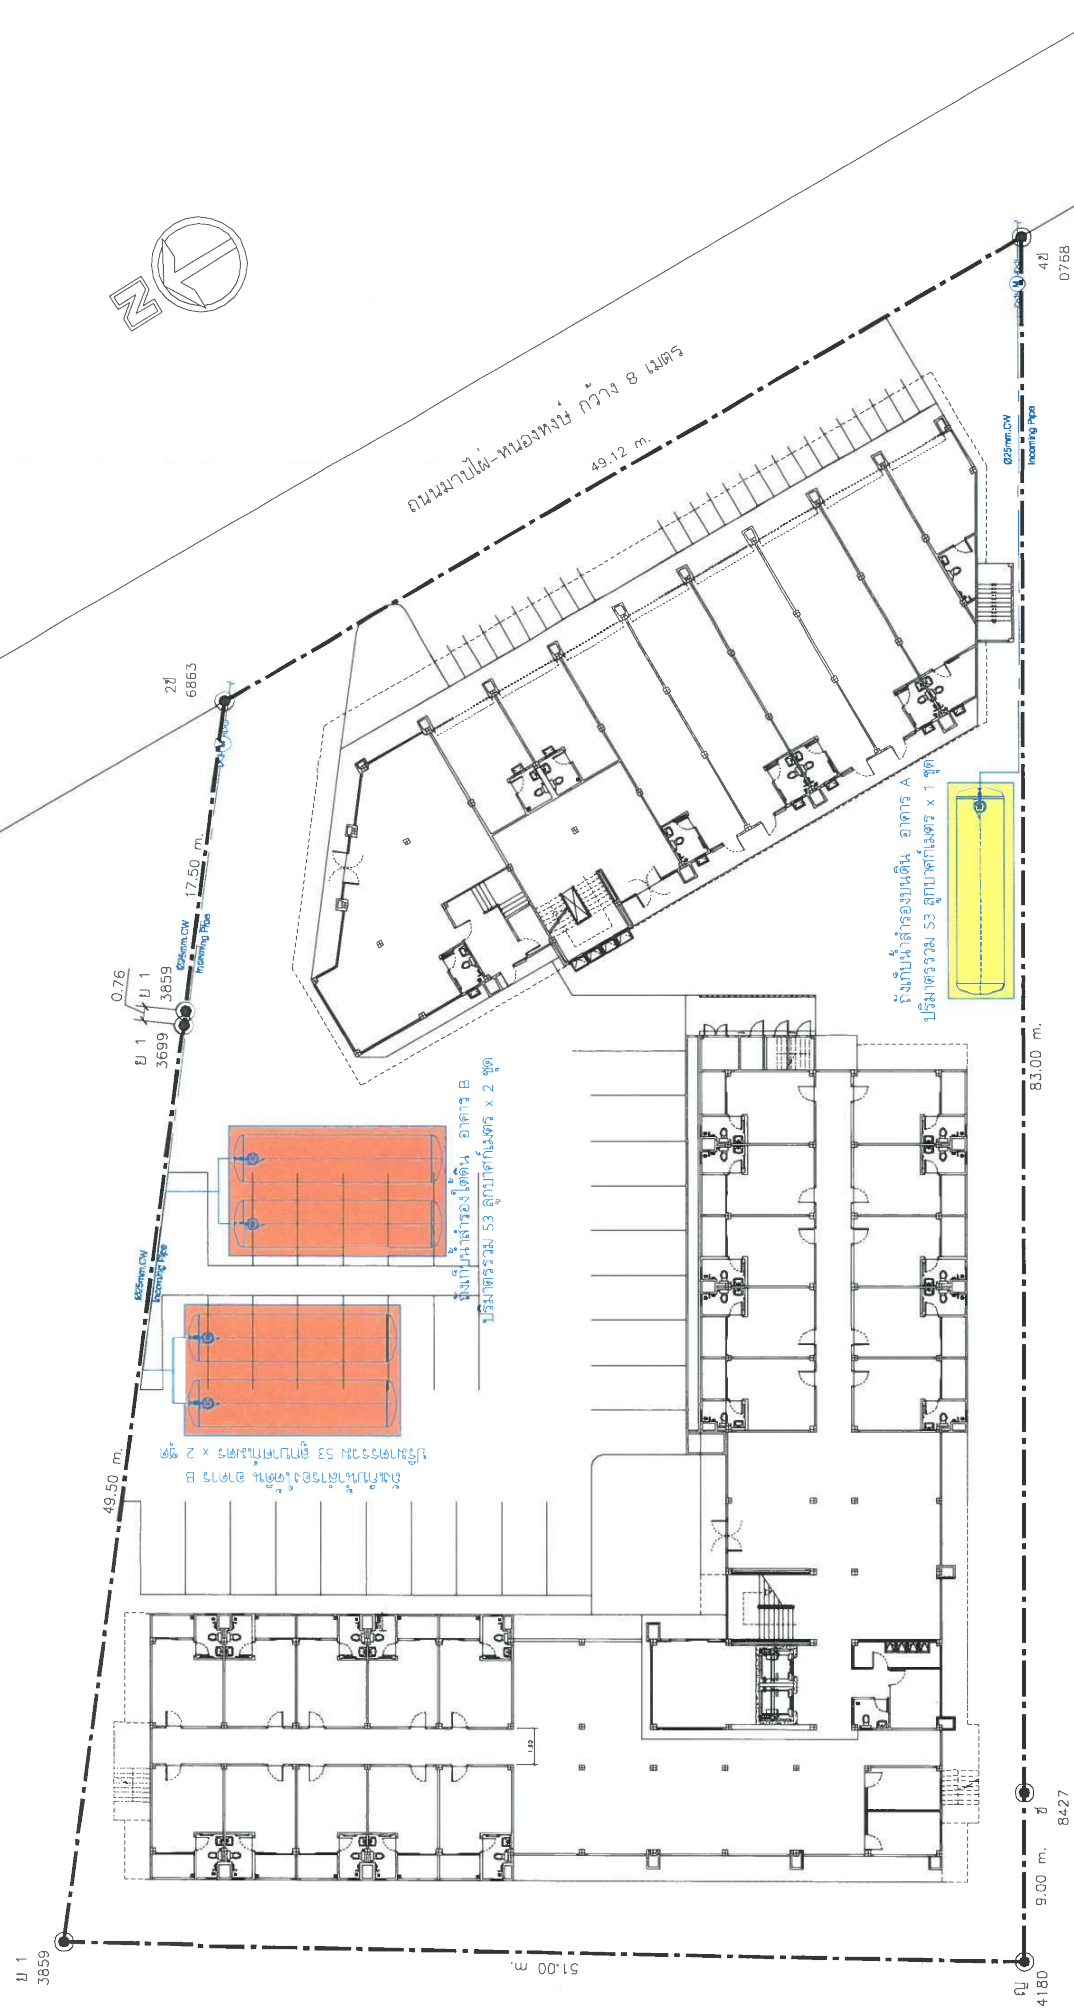 N
ถนนมาบไผ่-หนองหงษ์ กว้าง 8 เมตร
49.12 m.
4ป
0768
Ø25mm.CW
Incoming Pipe
2ป
6863
17.50 m.
Ø25mm.CW
Incoming Pipe
0.76
ย 1
3859
ย 1
3699
ถังเก็บน้ำสำรองบนดิน อาคาร A
ปริมาตรรวม 53 ลูกบาศก์เมตร x 1 ชุด
83.00 m.
ถังเก็บน้ำสำรองใต้ดิน อาคาร B
ปริมาตรรวม 53 ลูกบาศก์เมตร x 2 ชุด
Ø25mm.CW
Incoming Pipe
ถังเก็บน้ำสำรองใต้ดิน อาคาร B
ปริมาตรรวม 53 ลูกบาศก์เมตร x 2 ชุด
49.50 m.
1.80
8427
9.00 m.
ย 1
3859
51.00 m.
4180